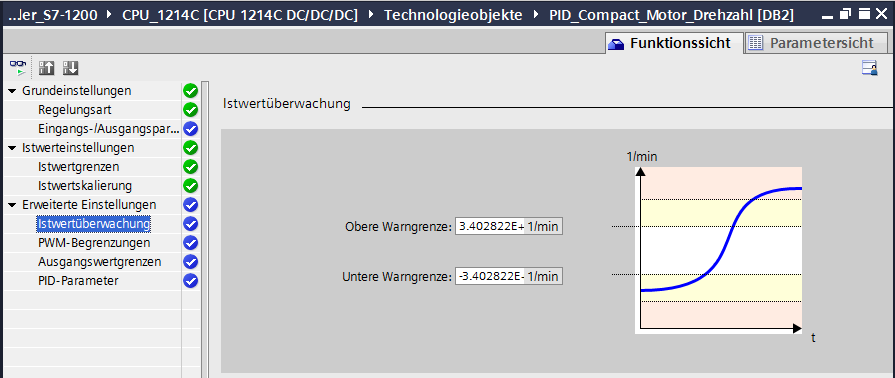 ...ler_S7-1200 ▸ CPU_1214C [CPU 1214C DC/DC/DC] ▸ Technologieobjekte ▸ PID_Compact_Motor_Drehzahl [DB2]
Funktionssicht Parametersicht
Grundeinstellungen
Regelungsart
Eingangs-/Ausgangspar...
Istwerteinstellungen
Istwertgrenzen
Istwertskalierung
Erweiterte Einstellungen
Istwertüberwachung
PWM-Begrenzungen
Ausgangswertgrenzen
PID-Parameter
Istwertüberwachung
1/min
Obere Warngrenze: 3.402822E+ 1/min
Untere Warngrenze: -3.402822E- 1/min
t